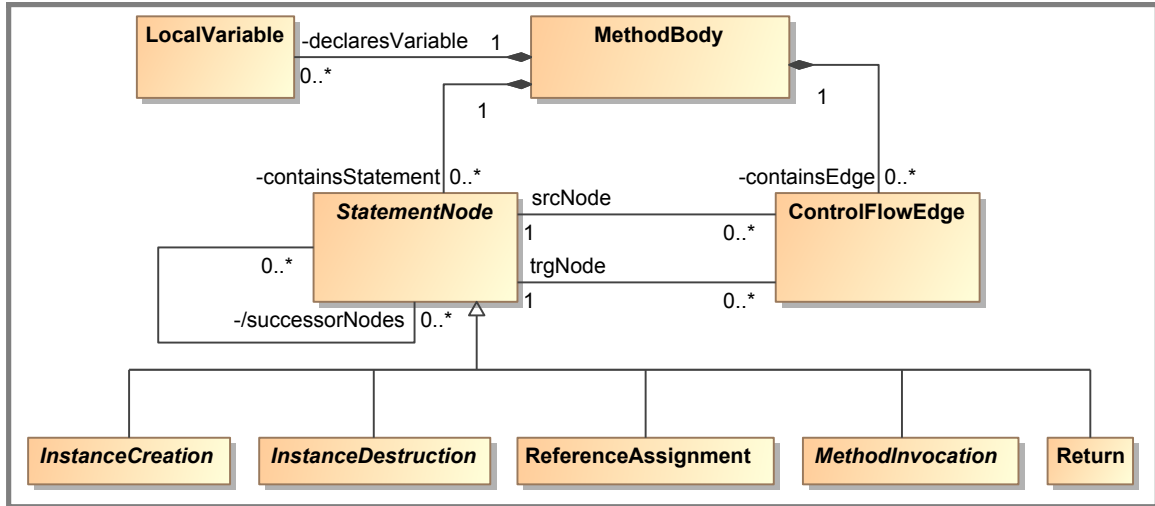 LocalVariable
-declaresVariable 1
0..*
MethodBody
1
1
-containsStatement 0..*
-containsEdge 0..*
StatementNode
srcNode
1
0..*
ControlFlowEdge
0..*
trgNode
1
0..*
-/successorNodes 0..*
InstanceCreation
InstanceDestruction
ReferenceAssignment
MethodInvocation
Return